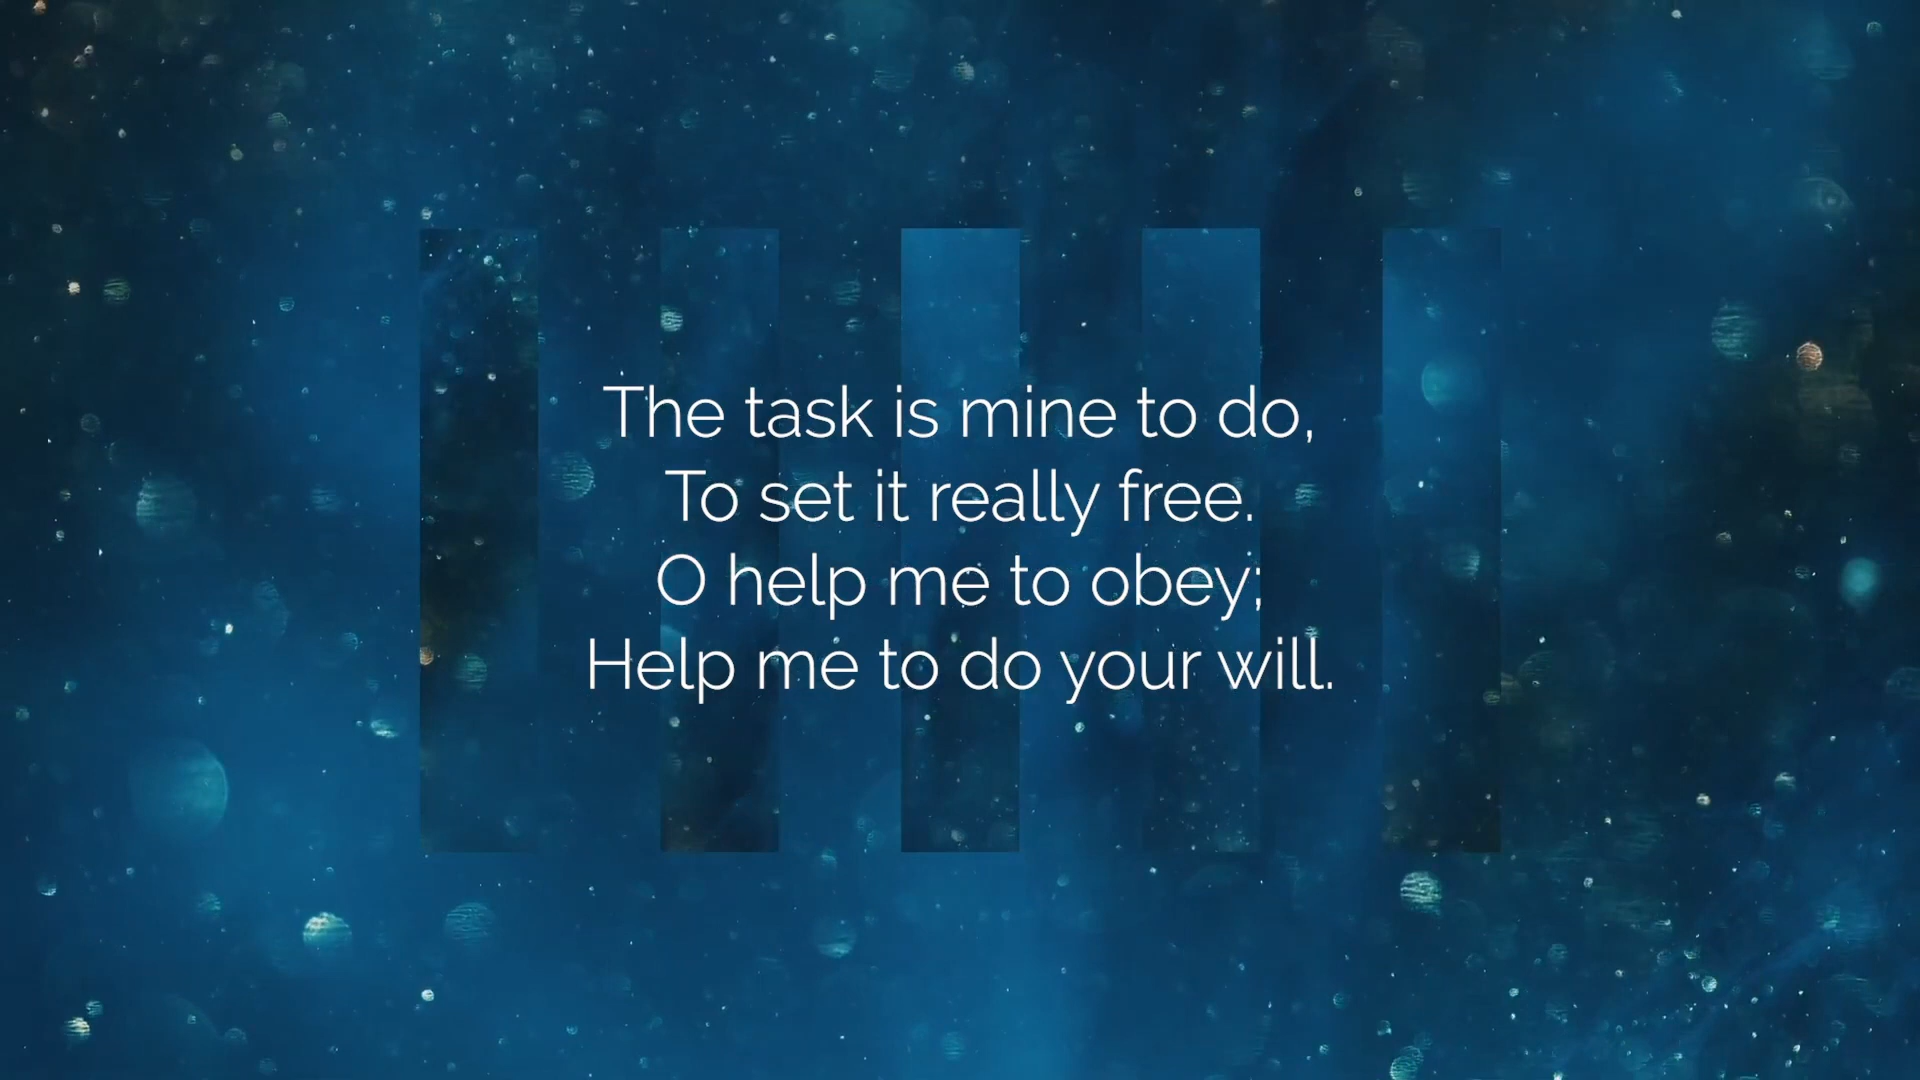 The task is mine to do,
To set it really free.
O help me to obey;
Help me to do your will.